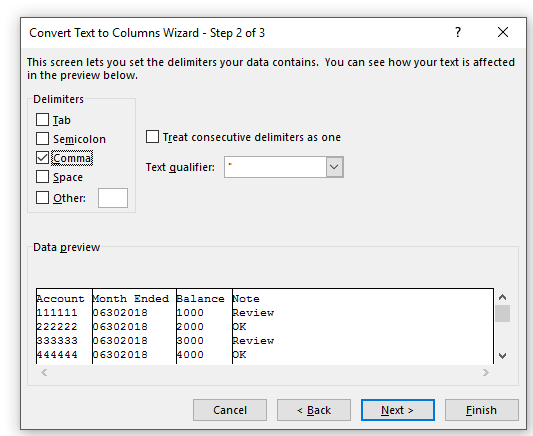 Convert Text to Columns Wizard - Step 2 of 3 ?
This screen lets you set the delimiters your data contains. You can see how your text is affected
in the preview below.
Delimiters
Tab
Semicolon
Comma
Space
Other:
Treat consecutive delimiters as one
Text qualifier: "
Data preview
Account Month Ended Balance Note
111111 06302018 1000 Review
222222 06302018 2000 OK
333333 06302018 3000 Review
444444 06302018 4000 OK
Cancel < Back Next > Finish